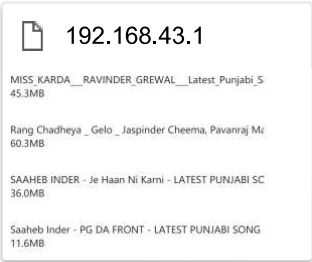 192.168.43.1
MISS_KARDA__RAVINDER_GREWAL__Latest_Punjabi_S
45.3MB
Rang Chadheya _ Gelo _ Jaspinder Cheema, Pavanraj Ma
60.3MB
SAAHEB INDER - Je Haan Ni Karni - LATEST PUNJABI SC
36.0MB
Saaheb Inder - PG DA FRONT - LATEST PUNJABI SONG
11.6MB